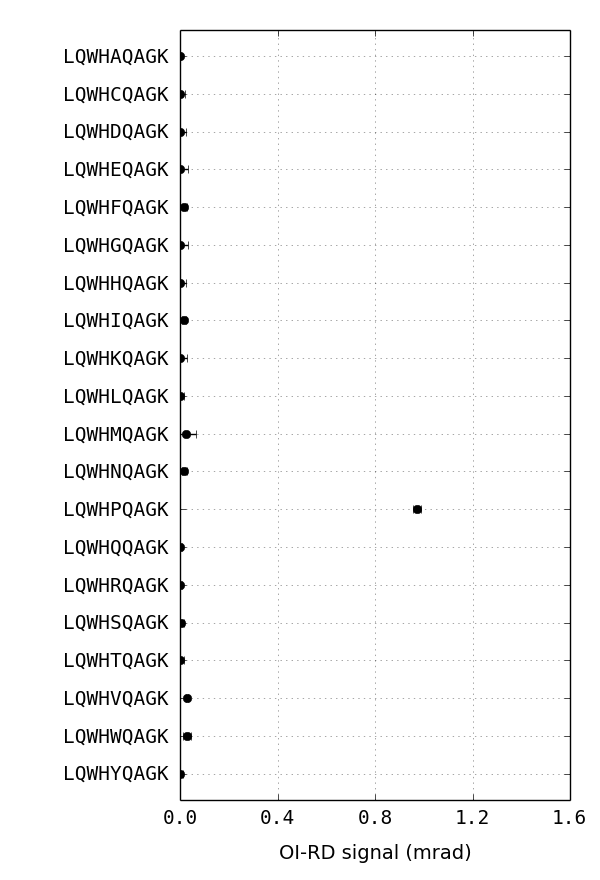 LQWHAQAGK
LQWHCQAGK
LQWHDQAGK
LQWHEQAGK
LQWHFQAGK
LQWHGQAGK
LQWHHQAGK
LQWHIQAGK
LQWHKQAGK
LQWHLQAGK
LQWHMQAGK
LQWHNQAGK
LQWHPQAGK
LQWHQQAGK
LQWHRQAGK
LQWHSQAGK
LQWHTQAGK
LQWHVQAGK
LQWHWQAGK
LQWHYQAGK
0.0 0.4 0.8 1.2 1.6
OI-RD signal (mrad)